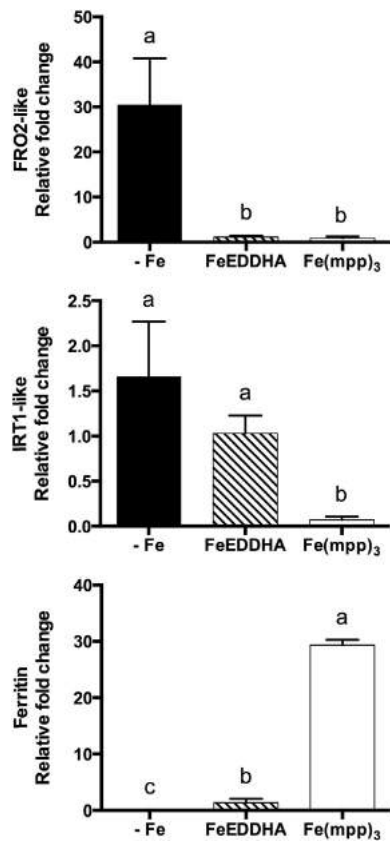 FRO2-like
Relative fold change
50
40
30
20
10
0
a
b
b
- Fe
FeEDDHA
Fe(mpp)₃
IRT1-like
Relative fold change
2.5
2.0
1.5
1.0
0.5
0.0
a
a
b
- Fe
FeEDDHA
Fe(mpp)₃
Ferritin
Relative fold change
40
30
20
10
0
c
b
a
- Fe
FeEDDHA
Fe(mpp)₃